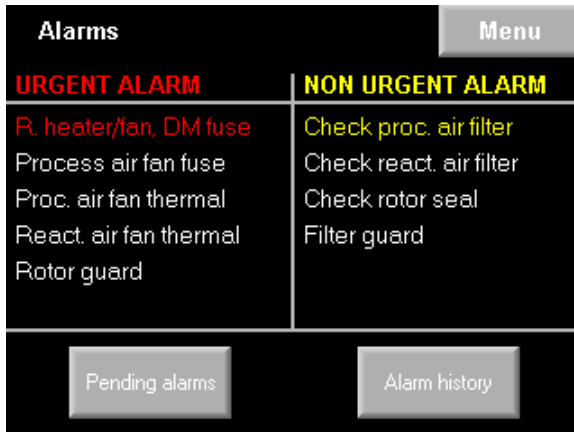 Alarms
Menu
URGENT ALARM
NON URGENT ALARM
R. heater/fan, DM fuse
Check proc. air filter
Process air fan fuse
Check react. air filter
Proc. air fan thermal
Check rotor seal
React. air fan thermal
Filter guard
Rotor guard
Pending alarms
Alarm history